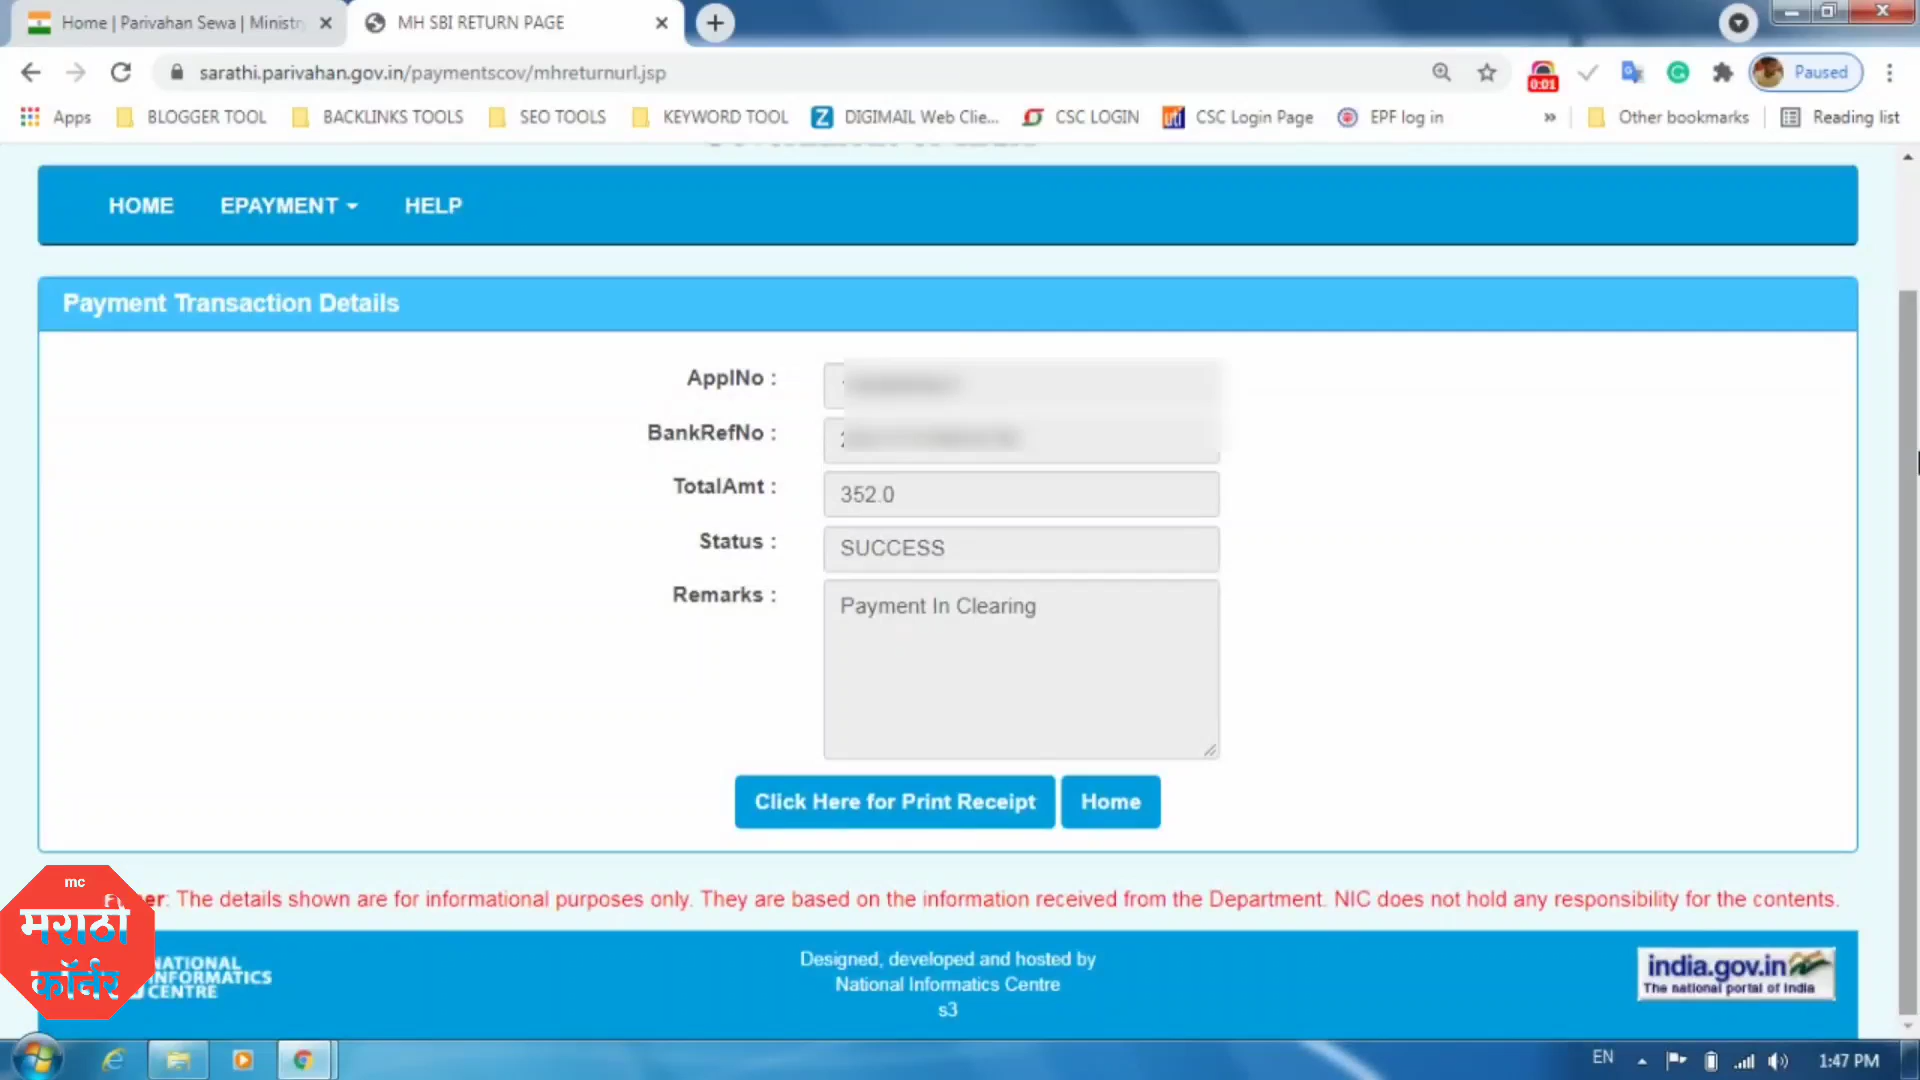 Home | Parivahan Sewa | Ministr
MH SBI RETURN PAGE
sarathi.parivahan.gov.in/paymentscov/mhreturnurl.jsp
0:01
Paused
Apps
BLOGGER TOOL
BACKLINKS TOOLS
SEO TOOLS
KEYWORD TOOL
DIGIMAIL Web Clie...
CSC LOGIN
CSC Login Page
EPF log in
»
Other bookmarks
Reading list
HOME
EPAYMENT
HELP
Payment Transaction Details
ApplNo :
BankRefNo :
TotalAmt : 352.0
Status : SUCCESS
Remarks : Payment In Clearing
Click Here for Print Receipt
Home
er: The details shown are for informational purposes only. They are based on the information received from the Department. NIC does not hold any responsibility for the contents.
mc
मराठी
कॉर्नर
NATIONAL
INFORMATICS
CENTRE
Designed, developed and hosted by
National Informatics Centre
s3
india.gov.in
The national portal of India
EN
1:47 PM